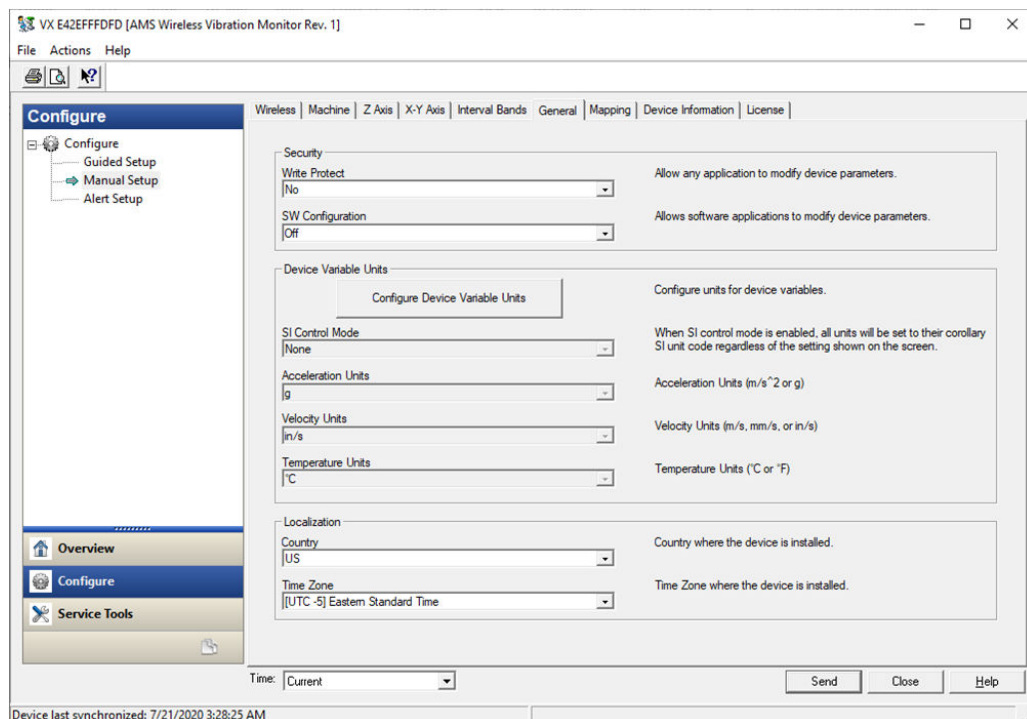 VX E42EFFFDFD [AMS Wireless Vibration Monitor Rev. 1]
File Actions Help
Configure
Configure
Guided Setup
Manual Setup
Alert Setup
Overview
Configure
Service Tools
Wireless Machine Z Axis X-Y Axis Interval Bands General Mapping Device Information License
Security
Write Protect
Allow any application to modify device parameters.
No
SW Configuration
Allows software applications to modify device parameters.
Off
Device Variable Units
Configure Device Variable Units
Configure units for device variables.
SI Control Mode
When SI control mode is enabled, all units will be set to their corollary
SI unit code regardless of the setting shown on the screen.
None
Acceleration Units
Acceleration Units (m/s^2 or g)
g
Velocity Units
Velocity Units (m/s, mm/s, or in/s)
in/s
Temperature Units
Temperature Units (°C or °F)
°C
Localization
Country
Country where the device is installed.
US
Time Zone
Time Zone where the device is installed.
[UTC -5] Eastern Standard Time
Time: Current
Send Close Help
Device last synchronized: 7/21/2020 3:28:25 AM